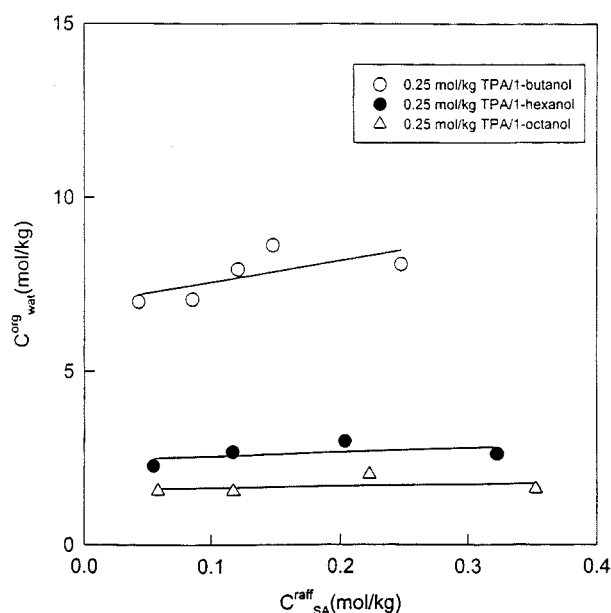 15
10
5
0
C^org_wat(mol/kg)
0.25 mol/kg TPA/1-butanol
0.25 mol/kg TPA/1-hexanol
0.25 mol/kg TPA/1-octanol
0.0 0.1 0.2 0.3 0.4
C^raff_SA(mol/kg)